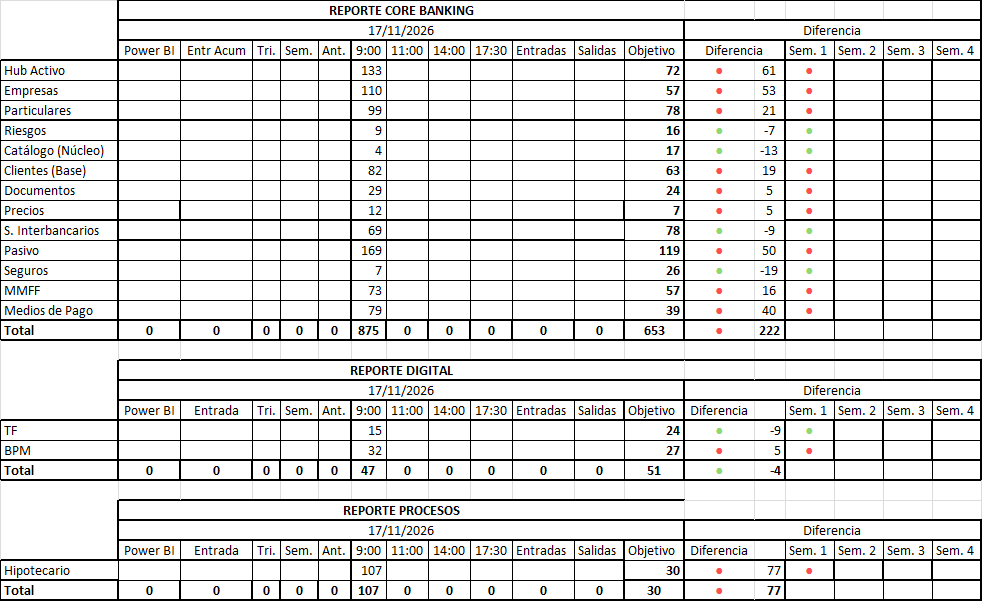 REPORTE CORE BANKING
17/11/2026 Diferencia
Power BI Entr Acum Tri. Sem. Ant. 9:00 11:00 14:00 17:30 Entradas Salidas Objetivo Diferencia Sem. 1 Sem. 2 Sem. 3 Sem. 4
Hub Activo 133 72 61
Empresas 110 57 53
Particulares 99 78 21
Riesgos 9 16 -7
Catálogo (Núcleo) 4 17 -13
Clientes (Base) 82 63 19
Documentos 29 24 5
Precios 12 7 5
S. Interbancarios 69 78 -9
Pasivo 169 119 50
Seguros 7 26 -19
MMFF 73 57 16
Medios de Pago 79 39 40
Total 0 0 0 0 0 875 0 0 0 0 0 653 222
REPORTE DIGITAL
17/11/2026 Diferencia
Power BI Entrada Tri. Sem. Ant. 9:00 11:00 14:00 17:30 Entradas Salidas Objetivo Diferencia Sem. 1 Sem. 2 Sem. 3 Sem. 4
TF 15 24 -9
BPM 32 27 5
Total 0 0 0 0 0 47 0 0 0 0 0 51 -4
REPORTE PROCESOS
17/11/2026 Diferencia
Power BI Entrada Tri. Sem. Ant. 9:00 11:00 14:00 17:30 Entradas Salidas Objetivo Diferencia Sem. 1 Sem. 2 Sem. 3 Sem. 4
Hipotecario 107 30 77
Total 0 0 0 0 0 107 0 0 0 0 0 30 77